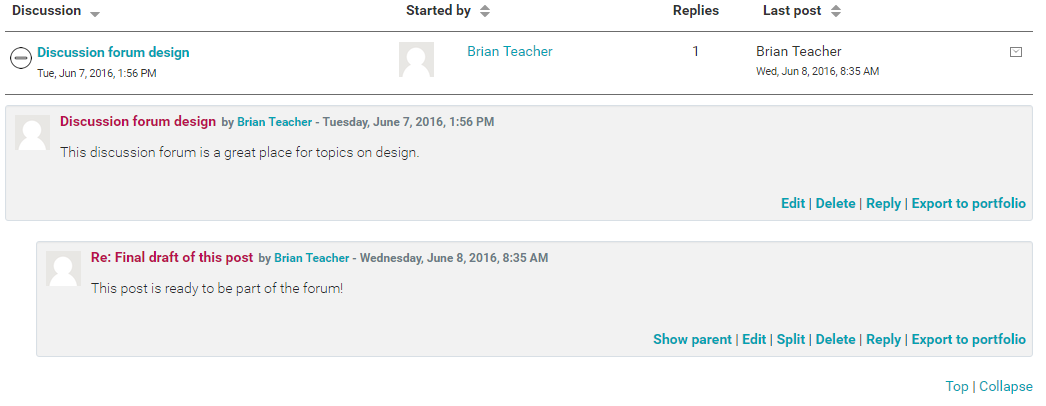 Discussion Started by Replies Last post
Discussion forum design Brian Teacher 1 Brian Teacher
Tue, Jun 7, 2016, 1:56 PM Wed, Jun 8, 2016, 8:35 AM
Discussion forum design by Brian Teacher - Tuesday, June 7, 2016, 1:56 PM
This discussion forum is a great place for topics on design.
Edit | Delete | Reply | Export to portfolio
Re: Final draft of this post by Brian Teacher - Wednesday, June 8, 2016, 8:35 AM
This post is ready to be part of the forum!
Show parent | Edit | Split | Delete | Reply | Export to portfolio
Top | Collapse